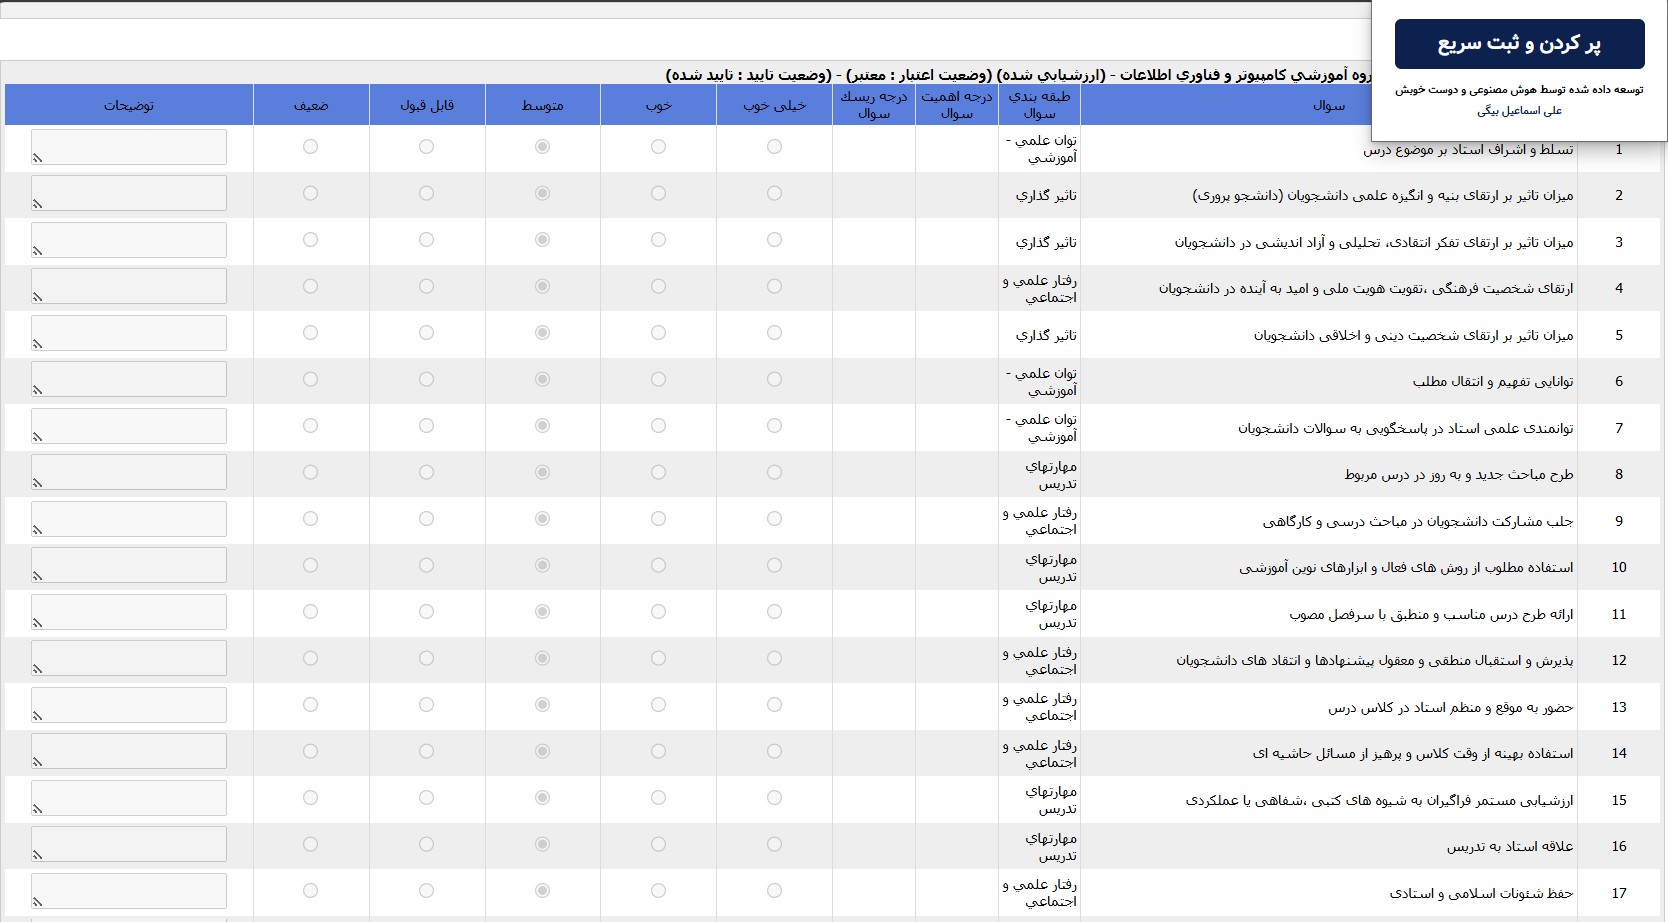 پر کردن و ثبت سریع
توسعه داده شده توسط هوش مصنوعی و دوست خویش
علی اسماعیل بیگی
آموزشي كامپيوتر و فناوري اطلاعات - (ارزشيابي شده) (وضعيت اعتبار : معتبر) - (وضعيت تاييد : تاييد شده)
سوال طبقه بندي سوال درجه اهميت سوال درجه ريسك سوال خیلی خوب خوب متوسط قابل قبول ضعیف توضیحات
1 تسلط و اشراف استاد بر موضوع درس توان علمي - آموزشي
2 میزان تاثیر بر ارتقای بنیه و انگیزه علمی دانشجویان (دانشجو پروری) تاثير گذاري
3 میزان تاثیر بر ارتقای تفکر انتقادی، تحلیلی و آزاد اندیشی در دانشجویان تاثير گذاري
4 ارتقای شخصیت فرهنگی ،تقویت هویت ملی و امید به آینده در دانشجویان رفتار علمي و اجتماعي
5 میزان تاثیر بر ارتقای شخصیت دینی و اخلاقی دانشجویان تاثير گذاري
6 توانایی تفهیم و انتقال مطلب توان علمي - آموزشي
7 توانمندی علمی استاد در پاسخگویی به سوالات دانشجویان توان علمي - آموزشي
8 طرح مباحث جدید و به روز در درس مربوط مهارتهاي تدريس
9 جلب مشارکت دانشجویان در مباحث درسی و کارگاهی رفتار علمي و اجتماعي
10 استفاده مطلوب از روش های فعال و ابزارهای نوین آموزشی مهارتهاي تدريس
11 ارائه طرح درس مناسب و منطبق با سرفصل مصوب مهارتهاي تدريس
12 پذیرش و استقبال منطقی و معقول پیشنهادها و انتقاد های دانشجویان رفتار علمي و اجتماعي
13 حضور به موقع و منظم استاد در کلاس درس رفتار علمي و اجتماعي
14 استفاده بهینه از وقت کلاس و پرهیز از مسائل حاشیه ای رفتار علمي و اجتماعي
15 ارزشیابی مستمر فراگیران به شیوه های کتبی ،شفاهی یا عملکردی مهارتهاي تدريس
16 علاقه استاد به تدریس مهارتهاي تدريس
17 حفظ شئونات اسلامی و استادی رفتار علمي و اجتماعي